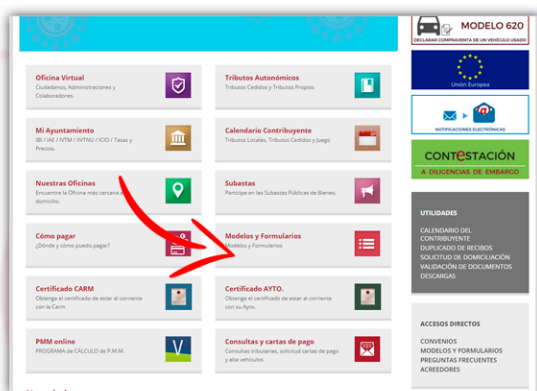 Oficina Virtual
Ciudadanos, Administraciones y
Colaboradores.
Tributos Autonómicos
Tributos Cedidos y Tributos Propios
Mi Ayuntamiento
IBI / IAE / IVTM / IIVTNU / ICIO / Tasas y
Precios.
Calendario Contribuyente
Tributos Locales, Tributos Cedidos y Juego
Nuestras Oficinas
Encuentre la Oficina más cercana a
domicilio.
Subastas
Participe en las Subastas Públicas de Bienes.
Cómo pagar
¿Dónde y cómo puedo pagar?
Modelos y Formularios
Modelos y Formularios
Certificado CARM
Obtenga el certificado de estar al corriente
con la Carm
Certificado AYTO.
Obtenga el certificado de estar al corriente
con su Ayto.
PMM online
PROGRAMA de CÁLCULO de P.M.M.
Consultas y cartas de pago
Consultas tributarias, solicitud cartas de pago
y alta vehículos
MODELO 620
DECLARAR COMPRAVENTA DE UN VEHÍCULO USADO
Unión Europea
@
NOTIFICACIONES ELECTRÓNICAS
CONTESTACIÓN
A DILIGENCIAS DE EMBARGO
UTILIDADES
CALENDARIO DEL
CONTRIBUYENTE
DUPLICADO DE RECIBOS
SOLICITUD DE DOMICILIACIÓN
VALIDACIÓN DE DOCUMENTOS
DESCARGAS
ACCESOS DIRECTOS
CONVENIOS
MODELOS Y FORMULARIOS
PREGUNTAS FRECUENTES
ACREEDORES